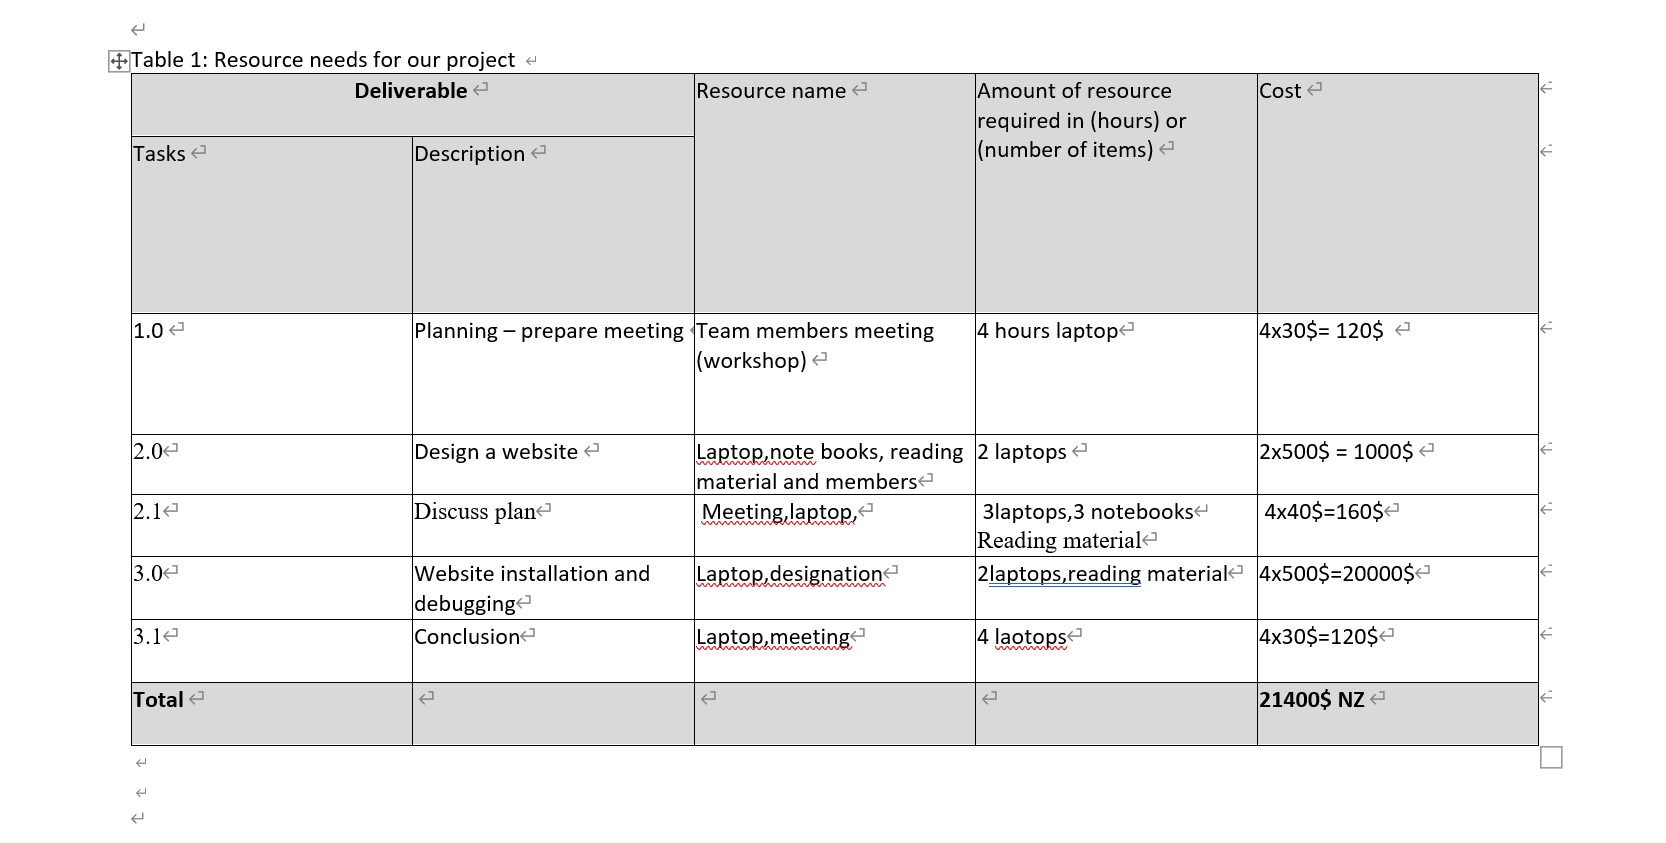 Table 1: Resource needs for our project
Deliverable
Resource name
Amount of resource
required in (hours) or
(number of items)
Cost
Tasks
Description
1.0
Planning – prepare meeting
Team members meeting
(workshop)
4 hours laptop
4x30$= 120$
2.0
Design a website
Laptop,note books, reading
material and members
2 laptops
2x500$ = 1000$
2.1
Discuss plan
Meeting,laptop,
3laptops,3 notebooks
Reading material
4x40$=160$
3.0
Website installation and
debugging
Laptop,designation
2laptops,reading material
4x500$=20000$
3.1
Conclusion
Laptop,meeting
4 laotops
4x30$=120$
Total
21400$ NZ